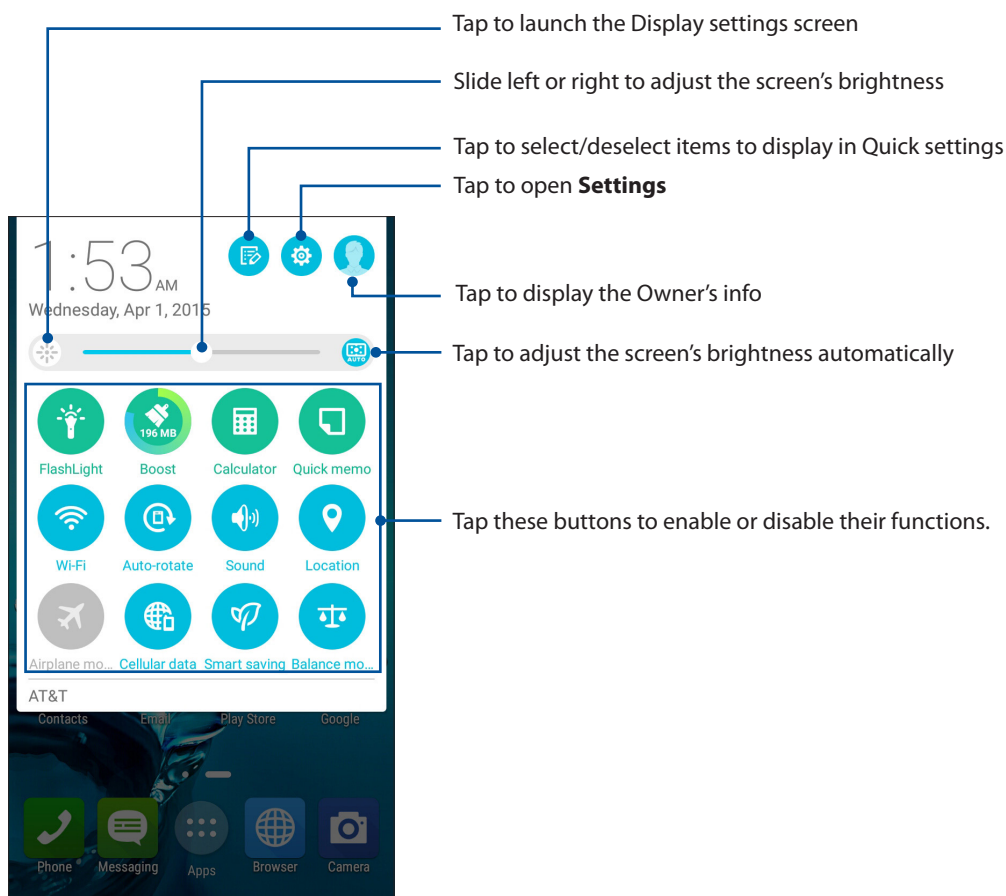 Tap to launch the Display settings screen
Slide left or right to adjust the screen's brightness
Tap to select/deselect items to display in Quick settings
Tap to open Settings
1:53 AM
Wednesday, Apr 1, 2015
Tap to display the Owner's info
AUTO
Tap to adjust the screen's brightness automatically
196 MB
FlashLight Boost Calculator Quick memo
Tap these buttons to enable or disable their functions.
Wi-Fi Auto-rotate Sound Location
Airplane mo... Cellular data Smart saving Balance mo...
AT&T
Contacts Email Play Store Google
Phone Messaging Apps Browser Camera